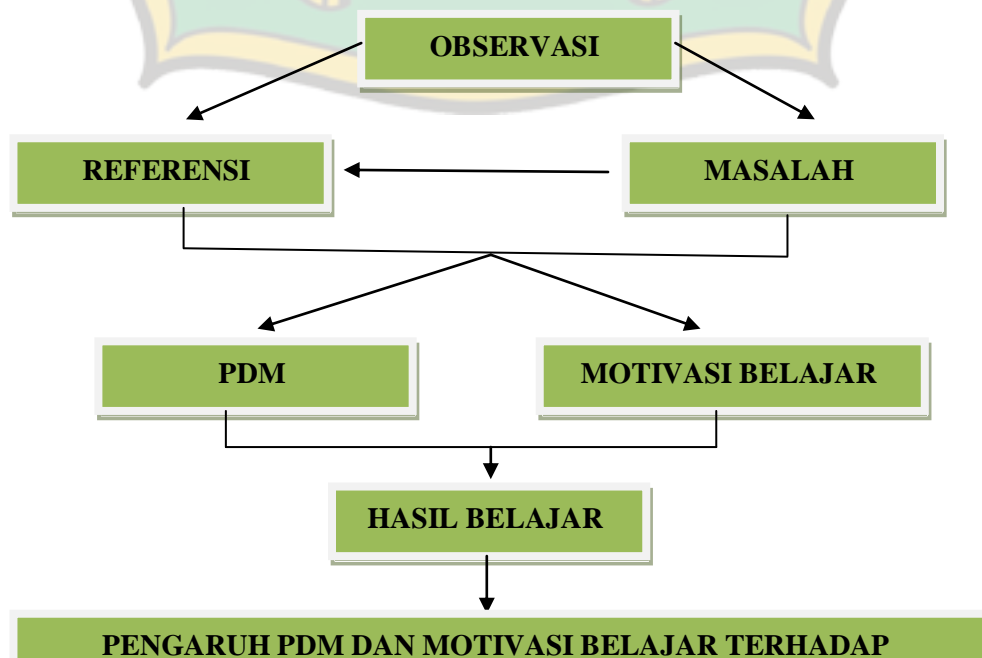 OBSERVASI
REFERENSI
MASALAH
PDM
MOTIVASI BELAJAR
HASIL BELAJAR
PENGARUH PDM DAN MOTIVASI BELAJAR TERHADAP